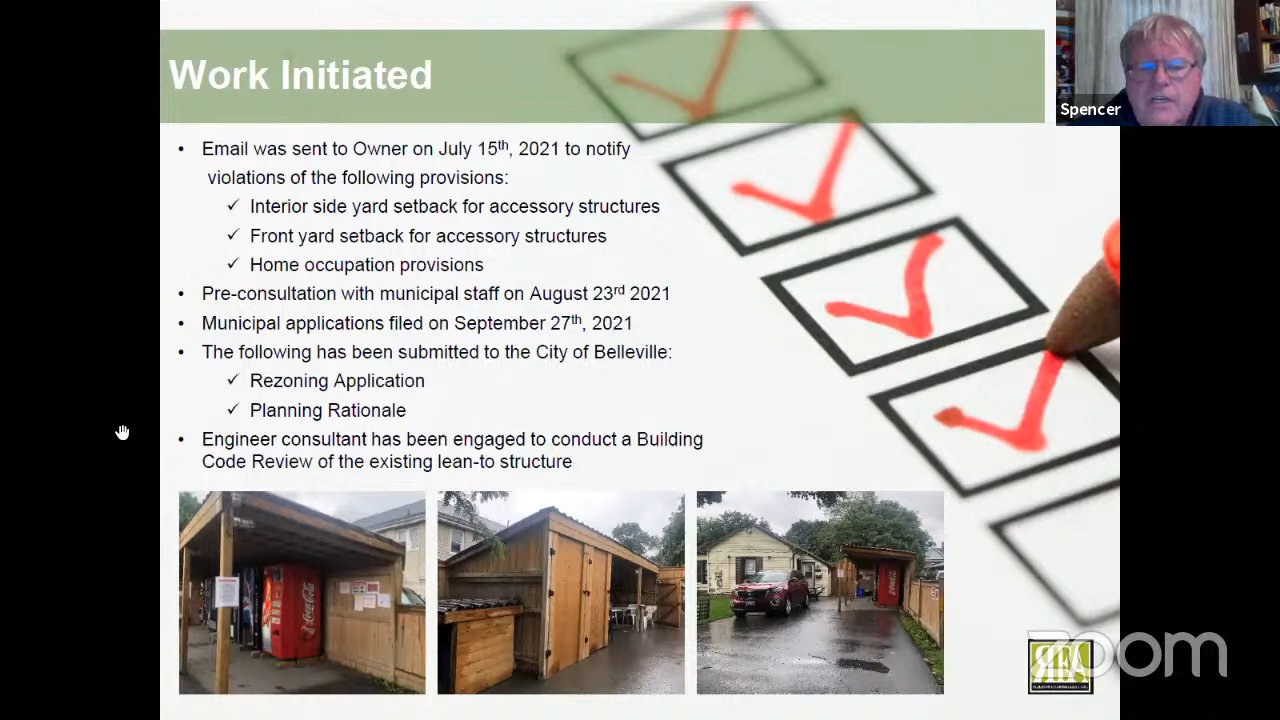 Work Initiated
Spencer
• Email was sent to Owner on July 15th, 2021 to notify
violations of the following provisions:
✓ Interior side yard setback for accessory structures
✓ Front yard setback for accessory structures
✓ Home occupation provisions
• Pre-consultation with municipal staff on August 23rd 2021
• Municipal applications filed on September 27th, 2021
• The following has been submitted to the City of Belleville:
✓ Rezoning Application
✓ Planning Rationale
• Engineer consultant has been engaged to conduct a Building
Code Review of the existing lean-to structure
Coca-Cola
zoom